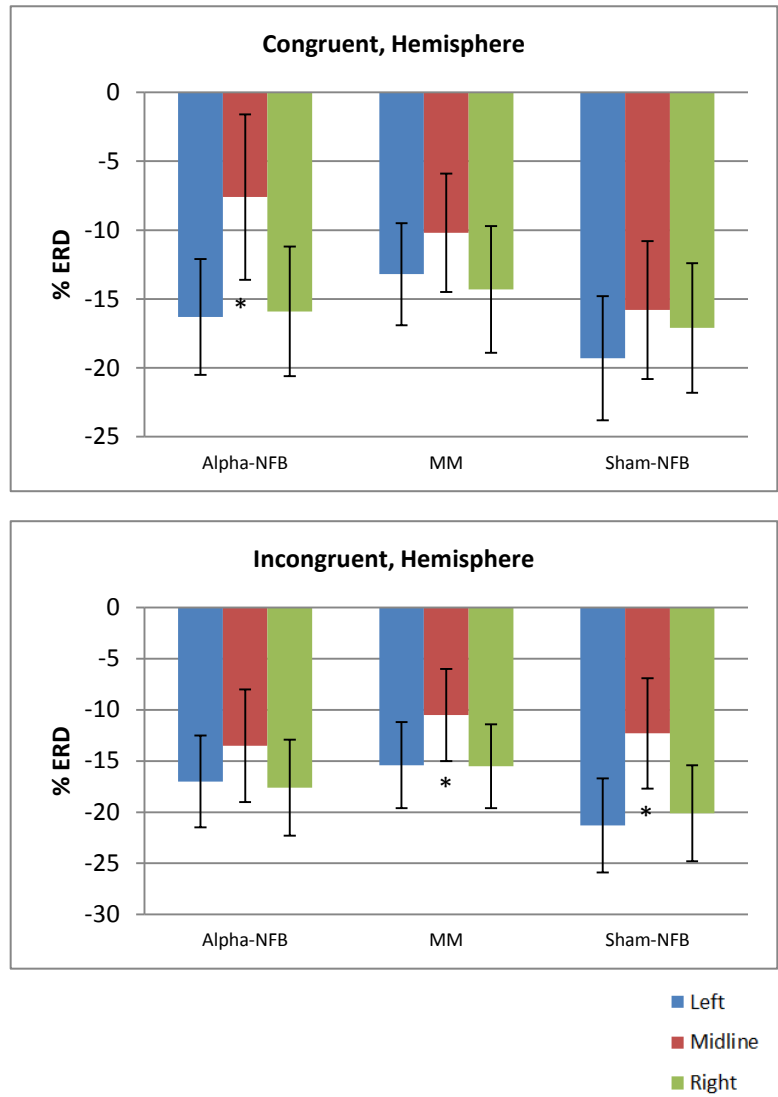 Congruent, Hemisphere
0
-5
-10
-15
-20
-25
% ERD
*
Alpha-NFB MM Sham-NFB
Incongruent, Hemisphere
0
-5
-10
-15
-20
-25
-30
% ERD
* *
Alpha-NFB MM Sham-NFB
Left
Midline
Right